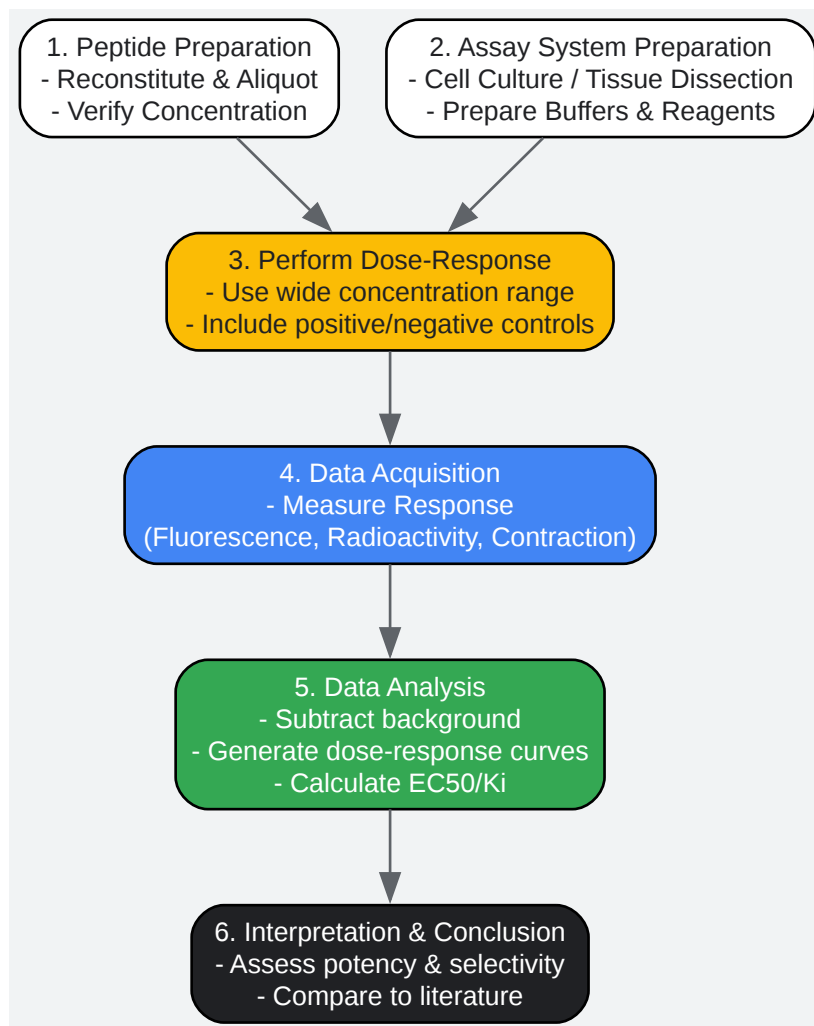 1. Peptide Preparation
- Reconstitute & Aliquot
- Verify Concentration
2. Assay System Preparation
- Cell Culture / Tissue Dissection
- Prepare Buffers & Reagents
3. Perform Dose-Response
- Use wide concentration range
- Include positive/negative controls
4. Data Acquisition
- Measure Response
(Fluorescence, Radioactivity, Contraction)
5. Data Analysis
- Subtract background
- Generate dose-response curves
- Calculate EC50/Ki
6. Interpretation & Conclusion
- Assess potency & selectivity
- Compare to literature